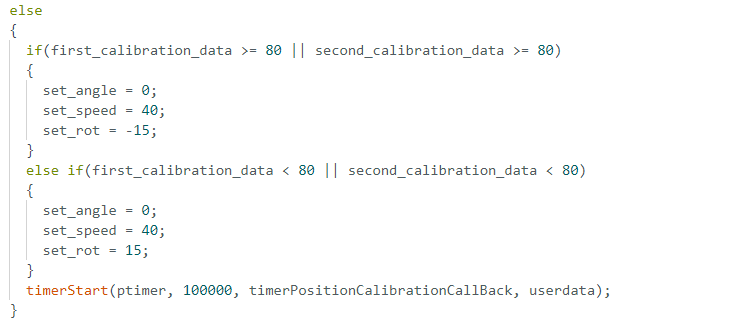 else
{
if(first_calibration_data >= 80 || second_calibration_data >= 80)
{
set_angle = 0;
set_speed = 40;
set_rot = -15;
}
else if(first_calibration_data < 80 || second_calibration_data < 80)
{
set_angle = 0;
set_speed = 40;
set_rot = 15;
}
timerStart(ptimer, 100000, timerPositionCalibrationCallBack, userdata);
}